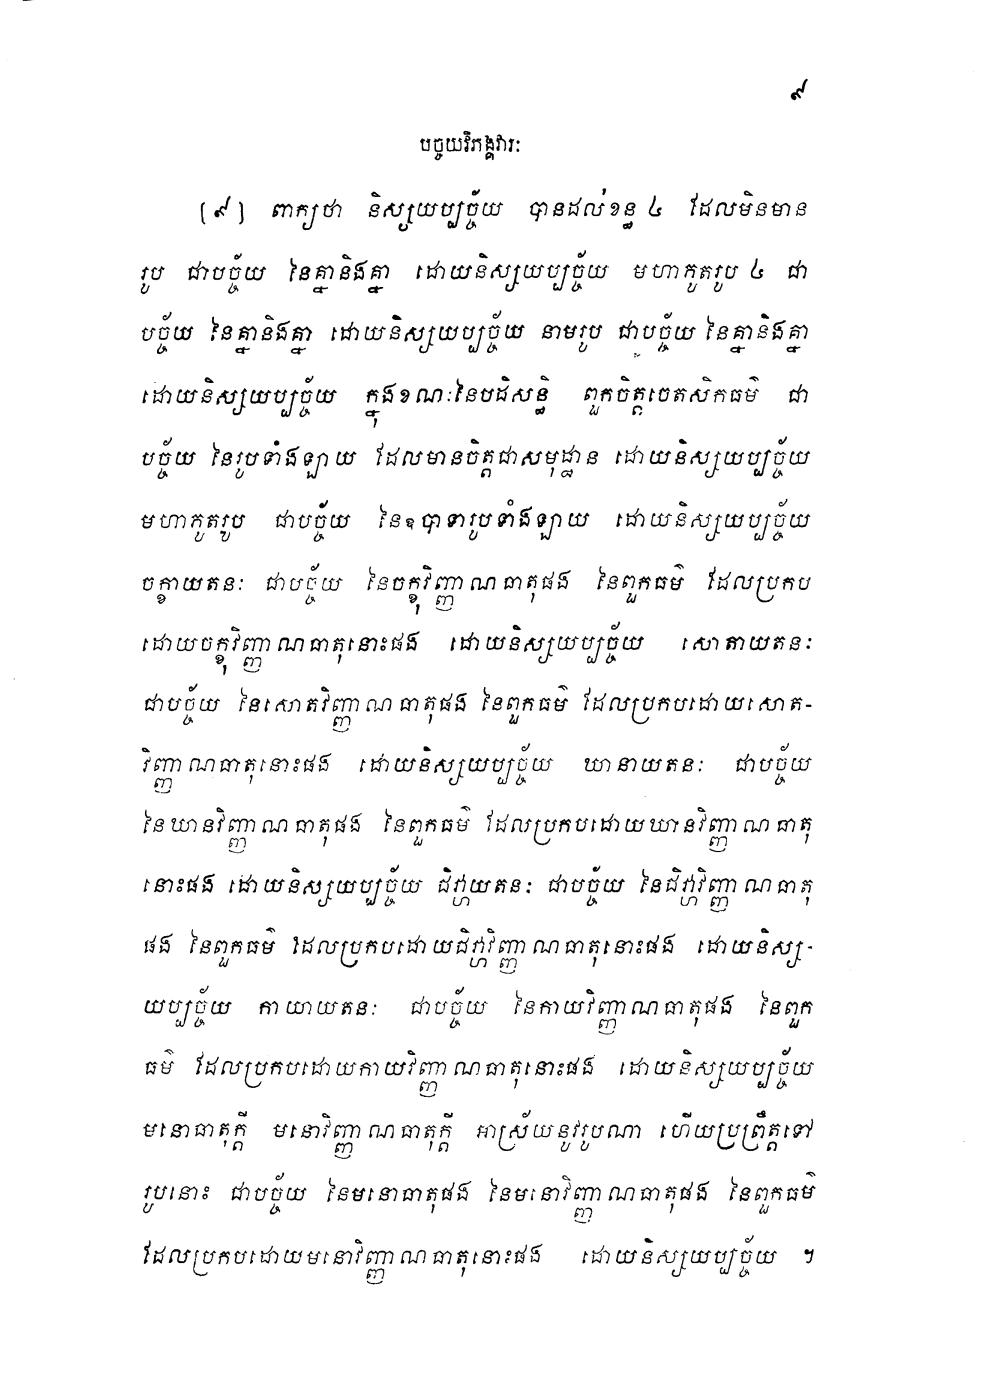 ៩
បច្ចយវិភង្គវារៈ
[៩] ពាក្យថា និស្សយប្បច្ច័យ បានដល់ខន្ធ ៤ ដែលមិនមាន
រូប ជាបច្ច័យ នៃគ្នានិងគ្នា ដោយនិស្សយប្បច្ច័យ មហាភូតរូប ៤ ជា
បច្ច័យ នៃគ្នានិងគ្នា ដោយនិស្សយប្បច្ច័យ នាមរូប ជាបច្ច័យ នៃគ្នានិងគ្នា
ដោយនិស្សយប្បច្ច័យ ក្នុងខណៈនៃបដិសន្ធិ ពួកចិត្តចេតសិកធម៌ ជា
បច្ច័យ នៃរូបទាំងឡាយ ដែលមានចិត្តជាសមុដ្ឋាន ដោយនិស្សយប្បច្ច័យ
មហាភូតរូប ជាបច្ច័យ នៃឧបាទារូបទាំងឡាយ ដោយនិស្សយប្បច្ច័យ
ចក្ខាយតនៈ ជាបច្ច័យ នៃចក្ខុវិញ្ញាណធាតុផង នៃពួកធម៌ ដែលប្រកប
ដោយចក្ខុវិញ្ញាណធាតុនោះផង ដោយនិស្សយប្បច្ច័យ សោតាយតនៈ
ជាបច្ច័យ នៃសោតវិញ្ញាណធាតុផង នៃពួកធម៌ ដែលប្រកបដោយសោត-
វិញ្ញាណធាតុនោះផង ដោយនិស្សយប្បច្ច័យ ឃានាយតនៈ ជាបច្ច័យ
នៃឃានវិញ្ញាណធាតុផង នៃពួកធម៌ ដែលប្រកបដោយឃានវិញ្ញាណធាតុ
នោះផង ដោយនិស្សយប្បច្ច័យ ជិវ្ហាយតនៈ ជាបច្ច័យ នៃជិវ្ហាវិញ្ញាណធាតុ
ផង នៃពួកធម៌ ដែលប្រកបដោយជិវ្ហាវិញ្ញាណធាតុនោះផង ដោយនិស្ស-
យប្បច្ច័យ កាយាយតនៈ ជាបច្ច័យ នៃកាយវិញ្ញាណធាតុផង នៃពួក
ធម៌ ដែលប្រកបដោយកាយវិញ្ញាណធាតុនោះផង ដោយនិស្សយប្បច្ច័យ
មនោធាតុក្តី មនោវិញ្ញាណធាតុក្តី អាស្រ័យនូវរូបណា ហើយប្រព្រឹត្តទៅ
រូបនោះ ជាបច្ច័យ នៃមនោធាតុផង នៃមនោវិញ្ញាណធាតុផង នៃពួកធម៌
ដែលប្រកបដោយមនោវិញ្ញាណធាតុនោះផង ដោយនិស្សយប្បច្ច័យ ។